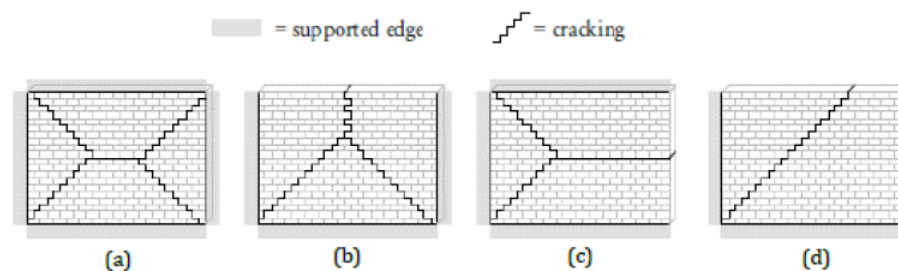 = supported edge = cracking
(a) (b) (c) (d)